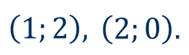 (1; 2), (2; 0).